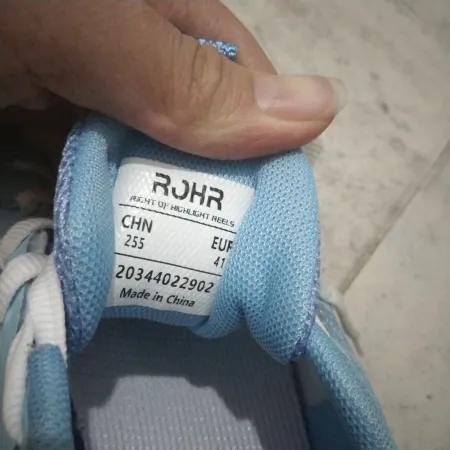 ROHR
RIGHT OF HIGHLIGHT REELS
CHN EUR
255 41
20344022902
Made in China